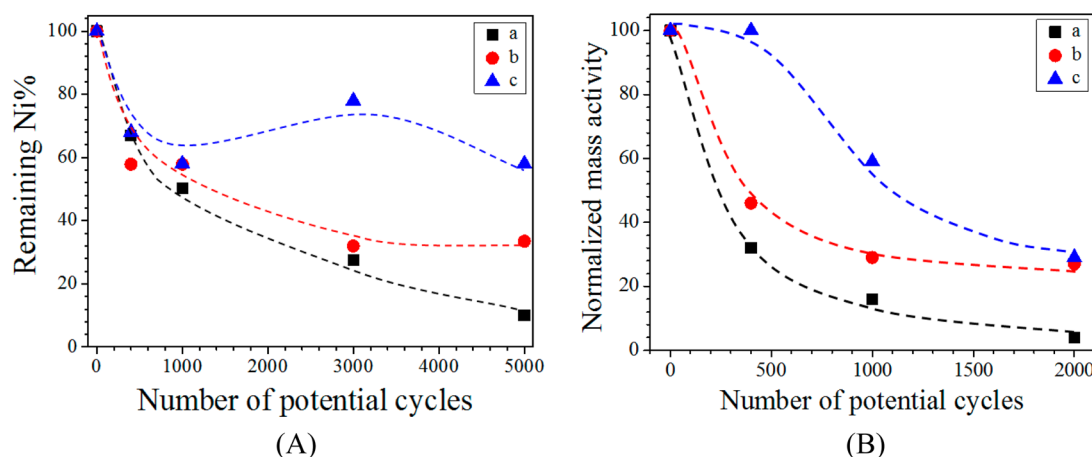 100
80
60
40
20
0
Remaining Ni%
a
b
c
0 1000 2000 3000 4000 5000
Number of potential cycles
(A)
100
80
60
40
20
0
Normalized mass activity
a
b
c
0 500 1000 1500 2000
Number of potential cycles
(B)